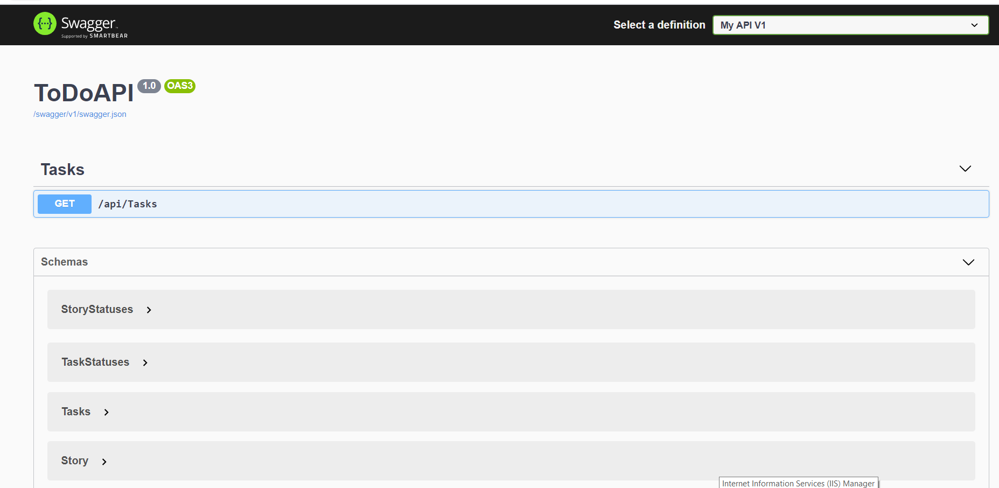 Swagger
Supported by SMARTBEAR
Select a definition
My API V1
ToDoAPI 1.0 OAS3
/swagger/v1/swagger.json
Tasks
GET /api/Tasks
Schemas
StoryStatuses
TaskStatuses
Tasks
Story
Internet Information Services (IIS) Manager